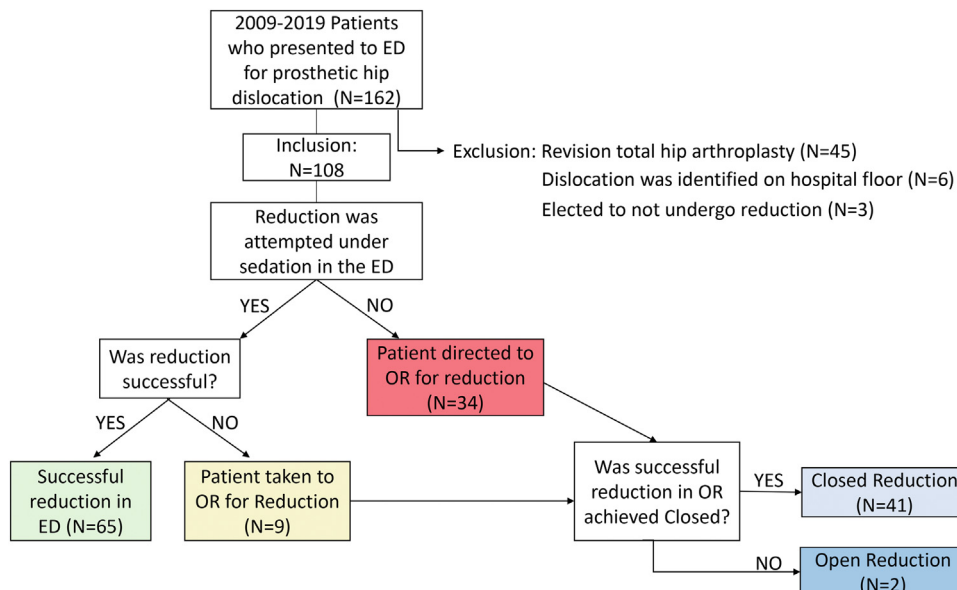 2009-2019 Patients
who presented to ED
for prosthetic hip
dislocation (N=162)
Inclusion:
N=108
Exclusion: Revision total hip arthroplasty (N=45)
Dislocation was identified on hospital floor (N=6)
Elected to not undergo reduction (N=3)
Reduction was
attempted under
sedation in the ED
YES
NO
Was reduction
successful?
Patient directed to
OR for reduction
(N=34)
YES
NO
Successful
reduction in
ED (N=65)
Patient taken to
OR for Reduction
(N=9)
Was successful
reduction in OR
achieved Closed?
YES
Closed Reduction
(N=41)
NO
Open Reduction
(N=2)